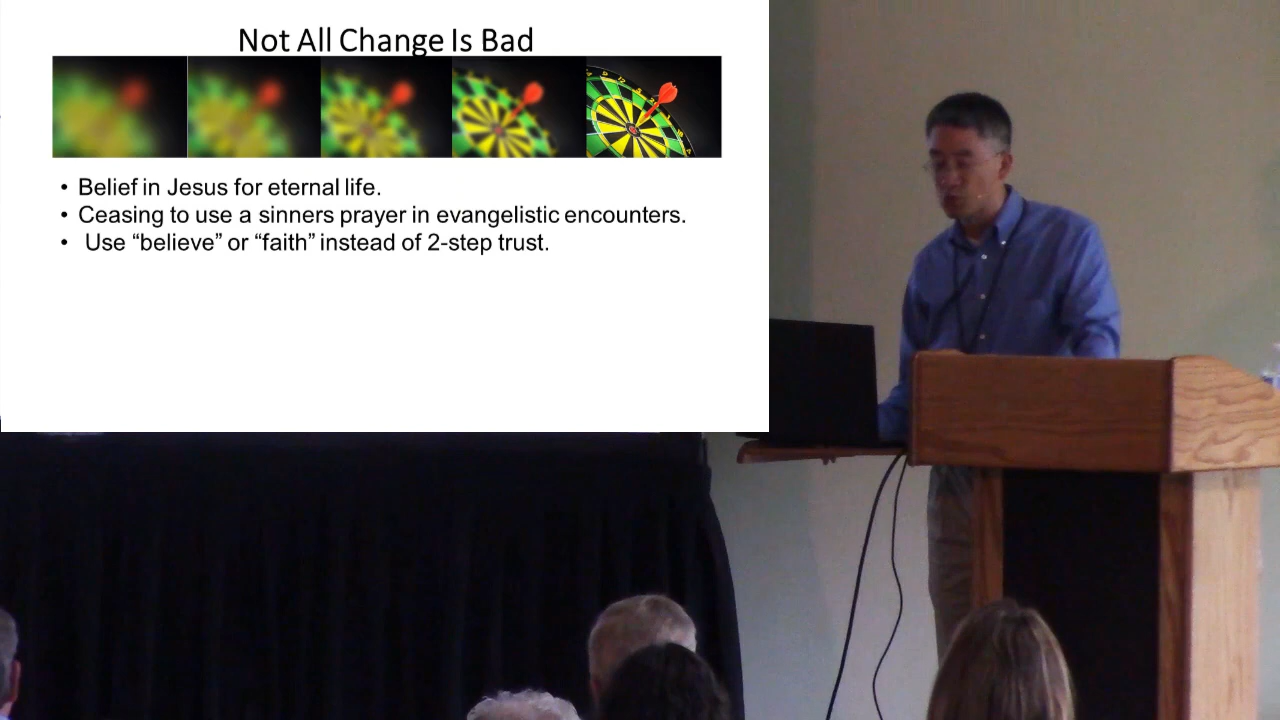 Not All Change Is Bad
• Belief in Jesus for eternal life.
• Ceasing to use a sinners prayer in evangelistic encounters.
• Use “believe” or “faith” instead of 2-step trust.